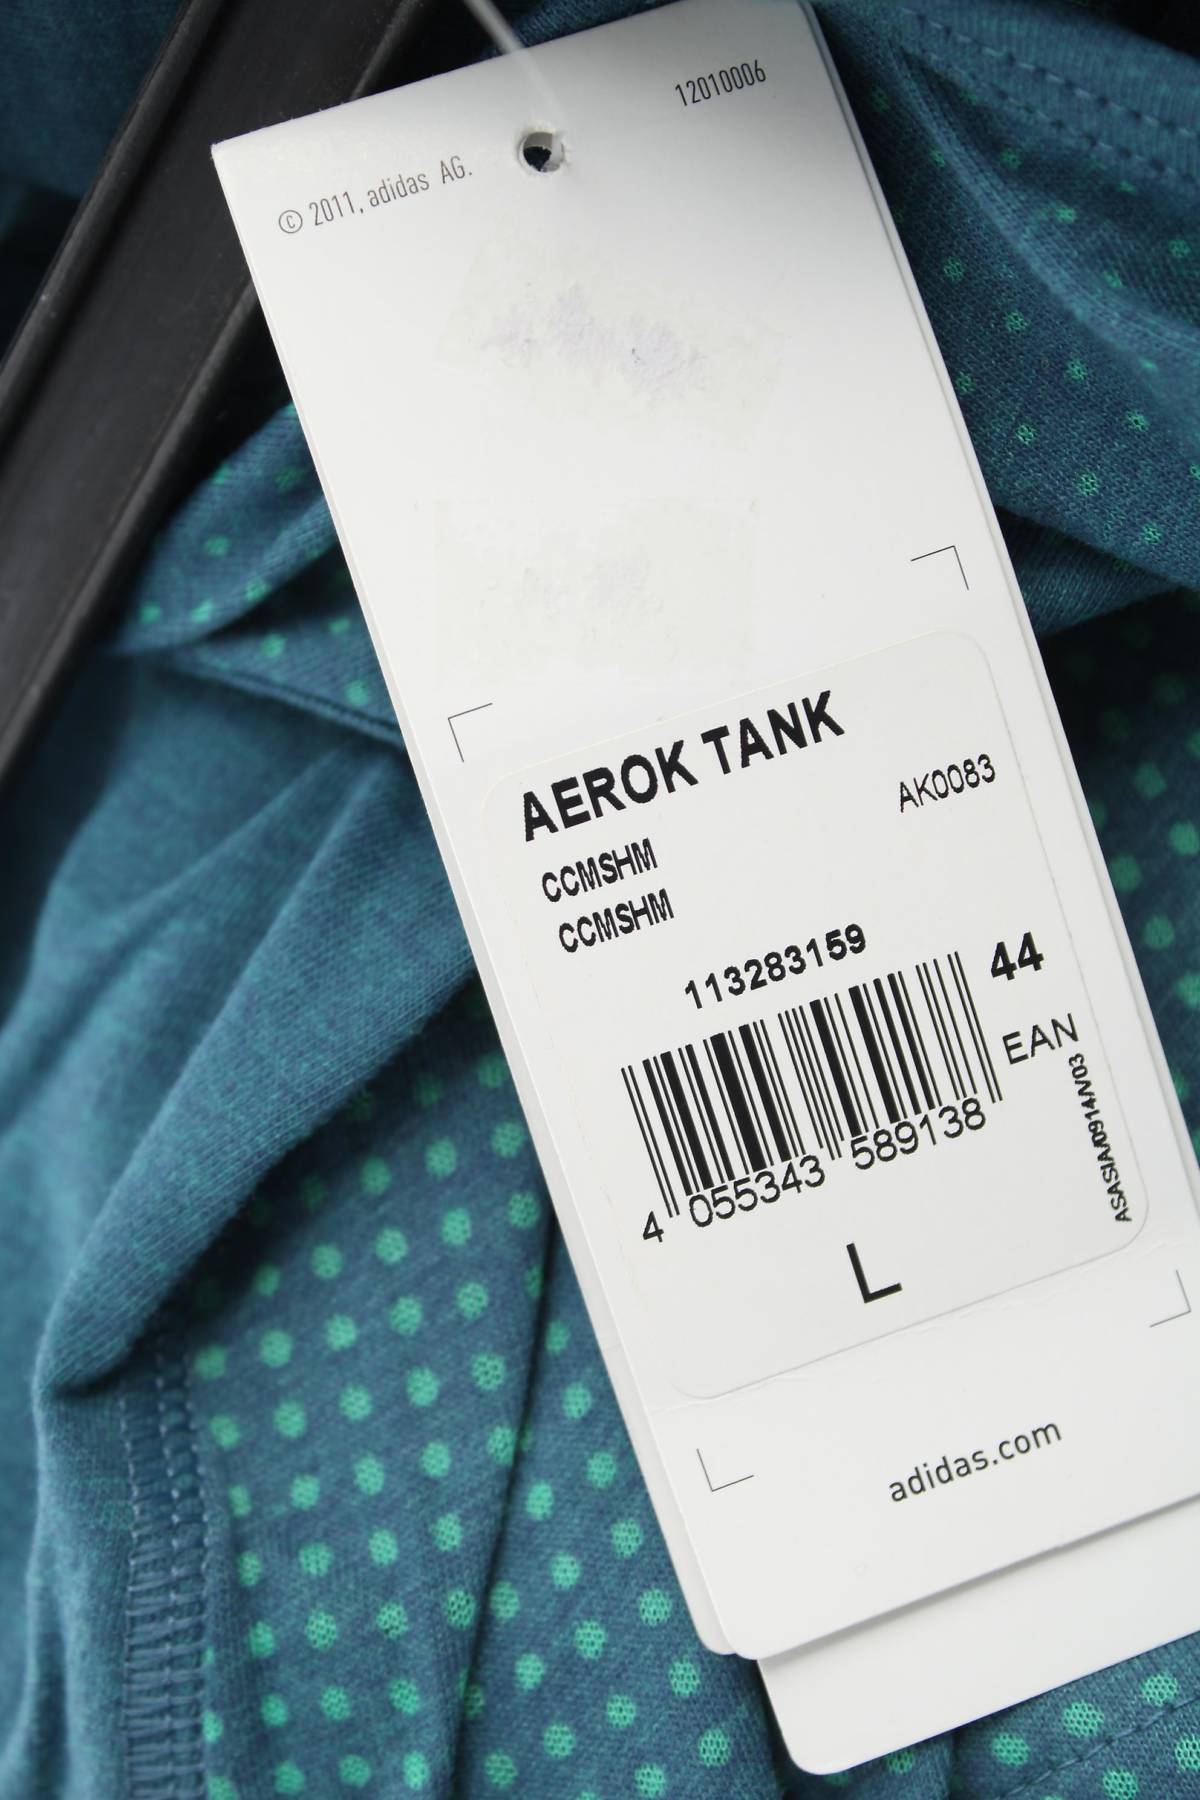 12010006
© 2011, adidas AG.
AEROK TANK
AK0083
CCMSHM
CCMSHM
113283159
44
EAN
4 055343 589138
ASASIA/0914/V03
L
adidas.com